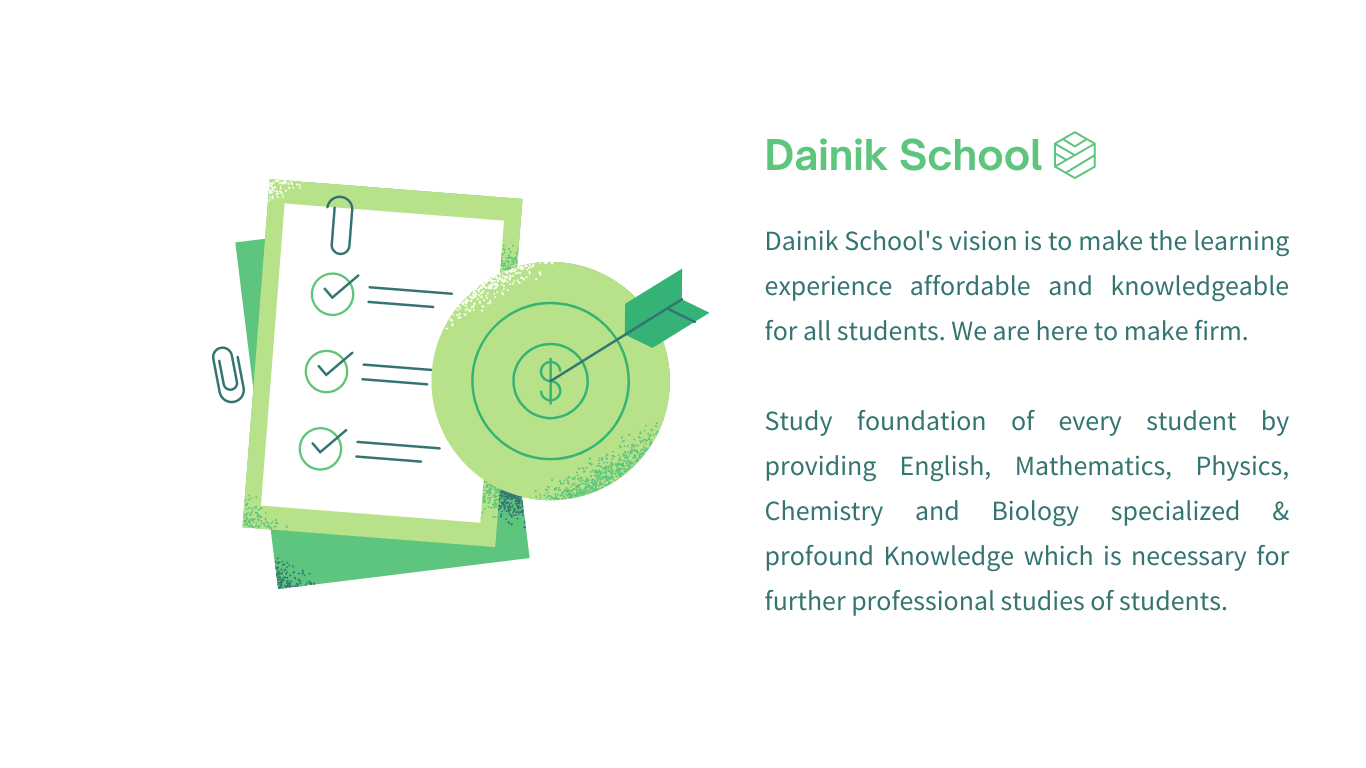 Dainik School
Dainik School's vision is to make the learning
experience affordable and knowledgeable
for all students. We are here to make firm.
Study foundation of every student by
providing English, Mathematics, Physics,
Chemistry and Biology specialized &
profound Knowledge which is necessary for
further professional studies of students.
$